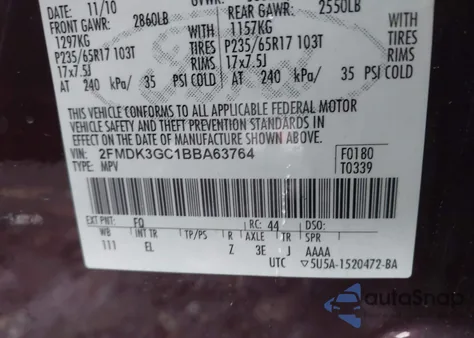 11/10
GVWR:
FRONT GAWR: 2860LB REAR GAWR: 2550LB
1297KG WITH 1157KG WITH
P235/65R17 103T TIRES P235/65R17 103T TIRES
17x7.5J RIMS 17x7.5J RIMS
AT 240 kPa/ 35 PSI COLD AT 240 kPa/ 35 PSI COLD
THIS VEHICLE CONFORMS TO ALL APPLICABLE FEDERAL MOTOR
VEHICLE SAFETY AND THEFT PREVENTION STANDARDS IN
EFFECT ON THE DATE OF MANUFACTURE SHOWN ABOVE.
VIN: 2FMDK3GC1BBA63764 F0180
TYPE: MPV T0339
EXT PNT: FQ RC: 44 DSO:
WB INT TR TP/PS R AXLE TR SPR
111 EL Z 3E J AAAA
UTC 5U5A-1520472-BA
autoSnap